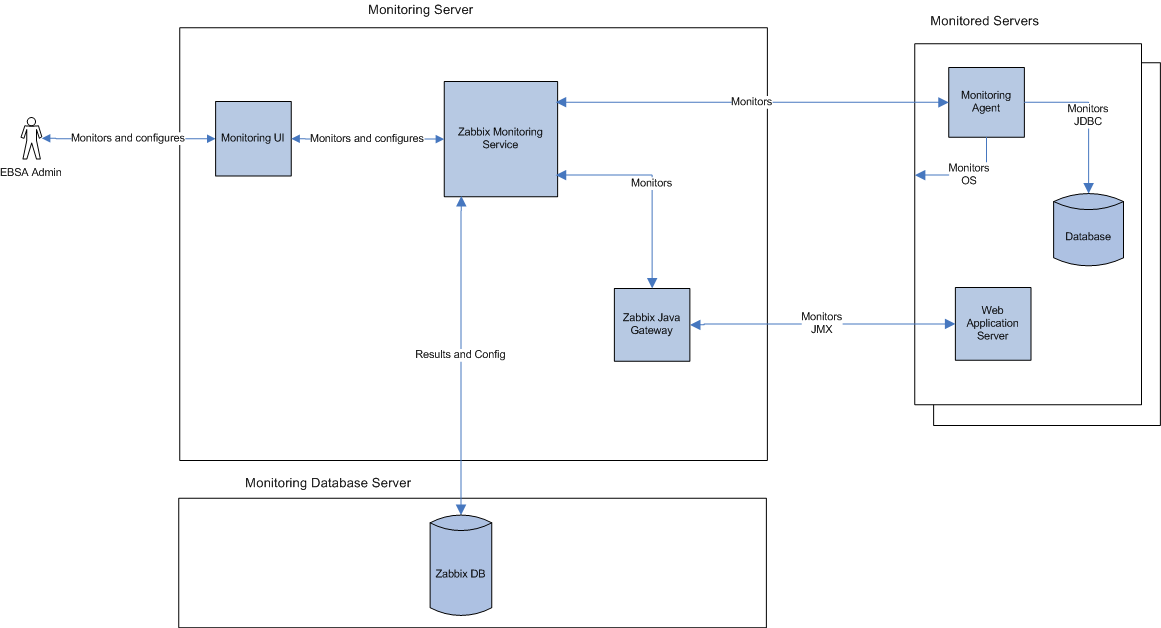 Monitoring Server
Monitored Servers
Monitoring
Agent
Monitors
Monitors
JDBC
Monitors and configures
Monitoring UI
Monitors and configures
Zabbix Monitoring
Service
EBSA Admin
Monitors
OS
Monitors
Database
Zabbix Java
Gateway
Monitors
JMX
Web
Application
Server
Results and Config
Monitoring Database Server
Zabbix DB